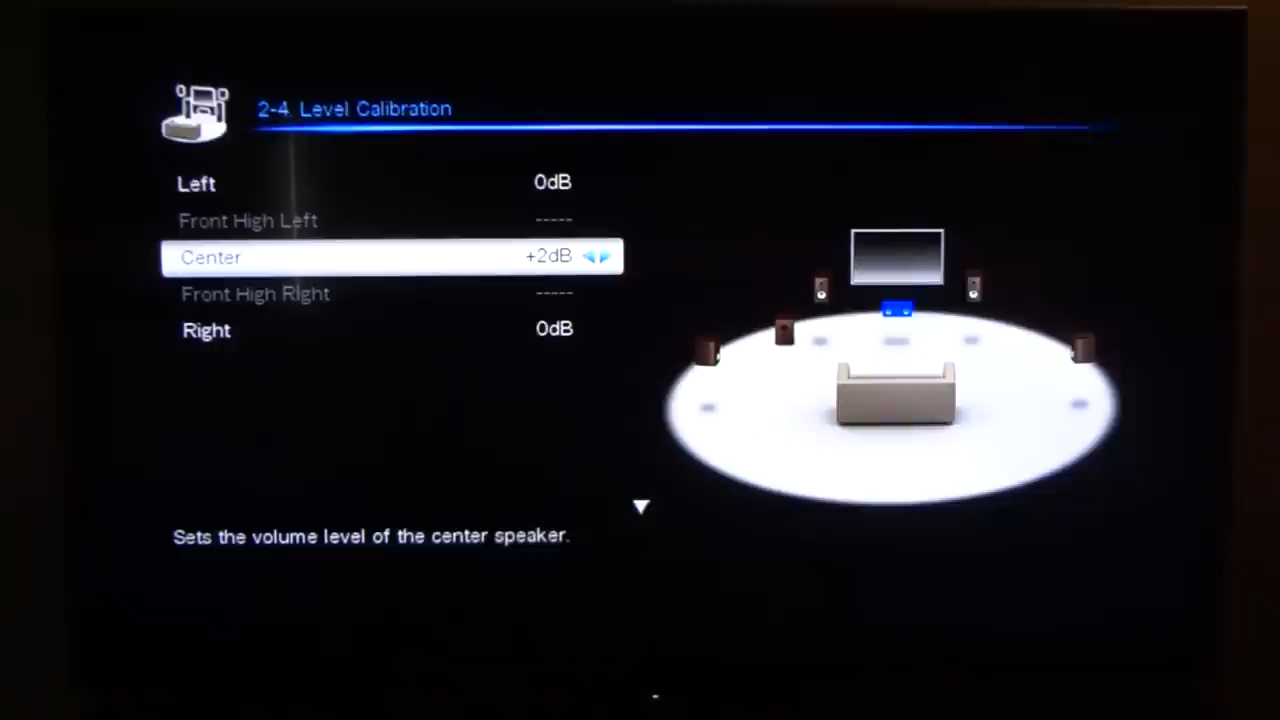 2-4. Level Calibration
Left 0dB
Front High Left -----
Center +2dB
Front High Right -----
Right 0dB
Sets the volume level of the center speaker.